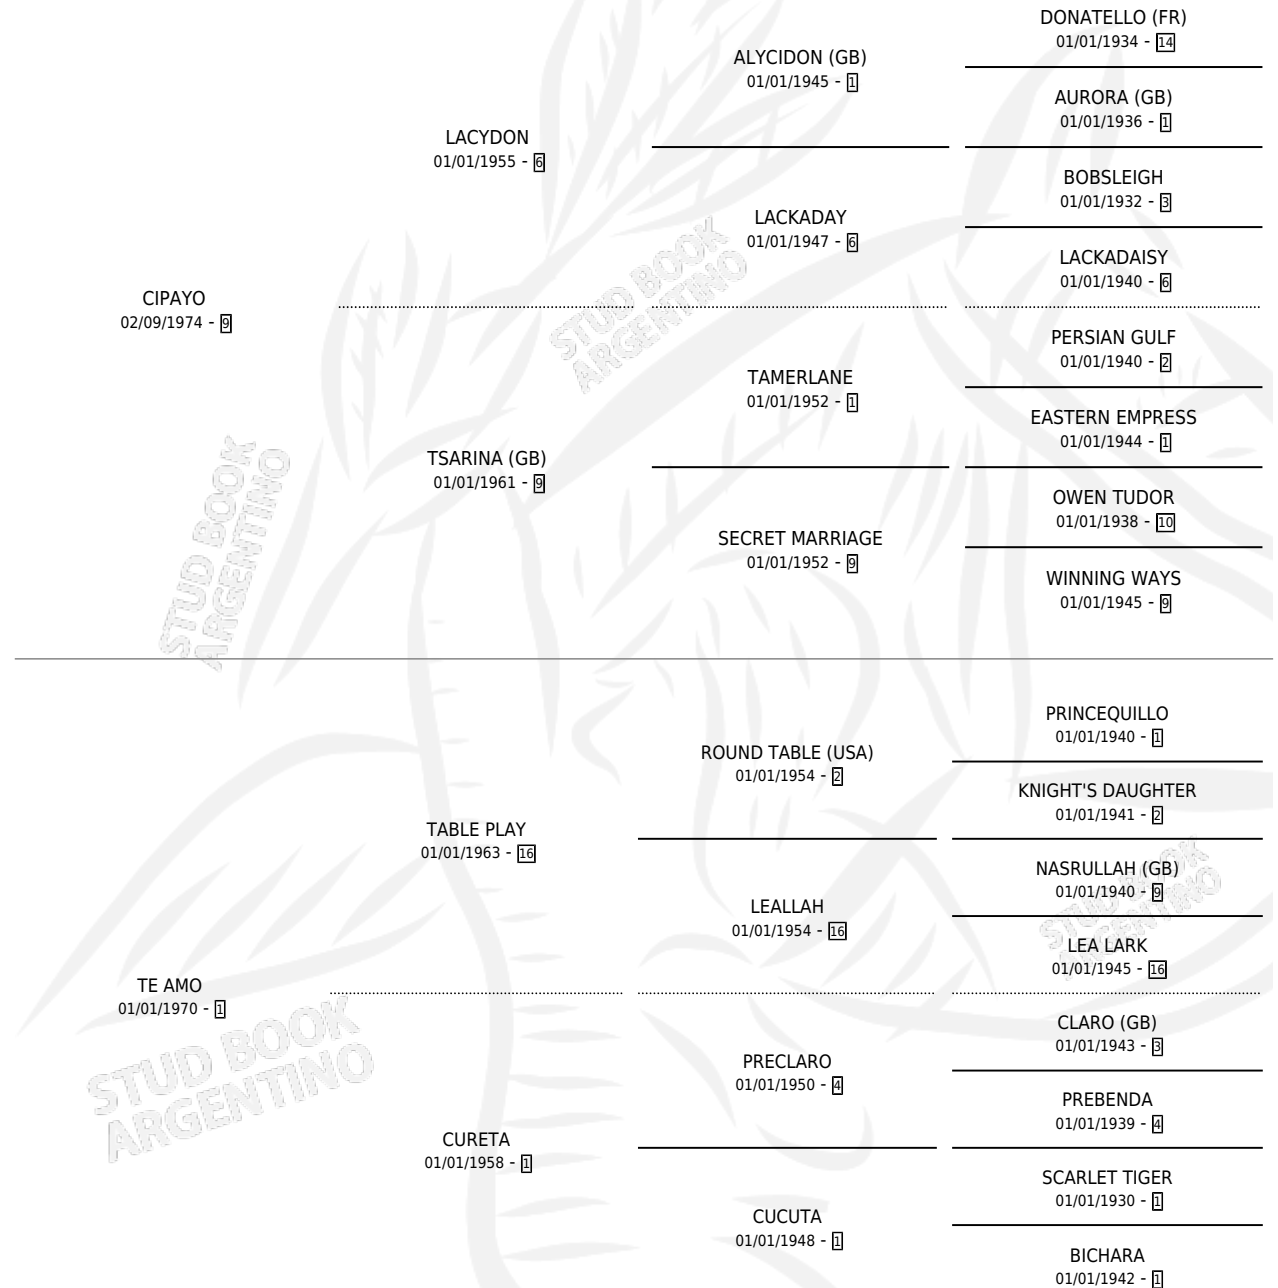 DONATELLO (FR)
01/01/1934 - 14
ALYCIDON (GB)
01/01/1945 - 1
AURORA (GB)
01/01/1936 - 1
LACYDON
01/01/1955 - 6
BOBSLEIGH
01/01/1932 - 3
LACKADAY
01/01/1947 - 6
LACKADAISY
01/01/1940 - 6
CIPAYO
02/09/1974 - 9
PERSIAN GULF
01/01/1940 - 2
TAMERLANE
01/01/1952 - 1
EASTERN EMPRESS
01/01/1944 - 1
TSARINA (GB)
01/01/1961 - 9
OWEN TUDOR
01/01/1938 - 10
SECRET MARRIAGE
01/01/1952 - 9
WINNING WAYS
01/01/1945 - 9
STUD BOOK
ARGENTINO
STUD BOOK
ARGENTINO
PRINCEQUILLO
01/01/1940 - 1
ROUND TABLE (USA)
01/01/1954 - 2
KNIGHT'S DAUGHTER
01/01/1941 - 2
TABLE PLAY
01/01/1963 - 16
NASRULLAH (GB)
01/01/1940 - 9
LEALLAH
01/01/1954 - 16
LEA LARK
01/01/1945 - 16
TE AMO
01/01/1970 - 1
CLARO (GB)
01/01/1943 - 3
PRECLARO
01/01/1950 - 4
PREBENDA
01/01/1939 - 4
CURETA
01/01/1958 - 1
SCARLET TIGER
01/01/1930 - 1
CUCUTA
01/01/1948 - 1
BICHARA
01/01/1942 - 1
STUD BOOK
ARGENTINO
STUD BOOK
ARGENTINO